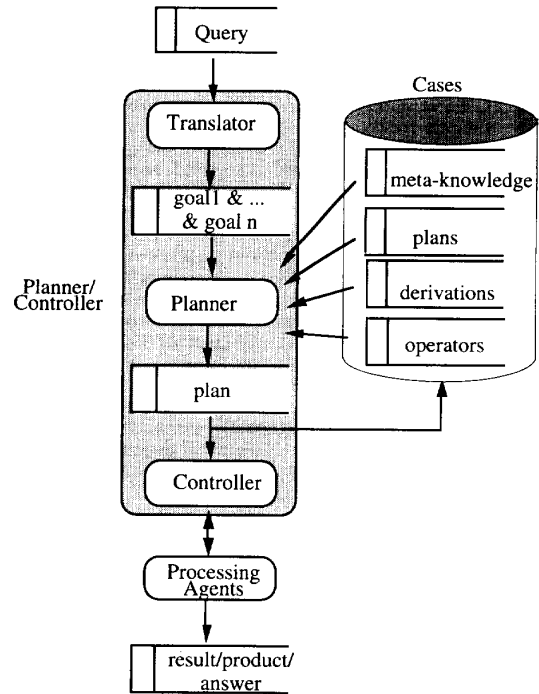 Query
Cases
Translator
meta-knowledge
goal1 & ...
& goal n
plans
Planner/
Controller
Planner
derivations
operators
plan
Controller
Processing
Agents
result/product/
answer